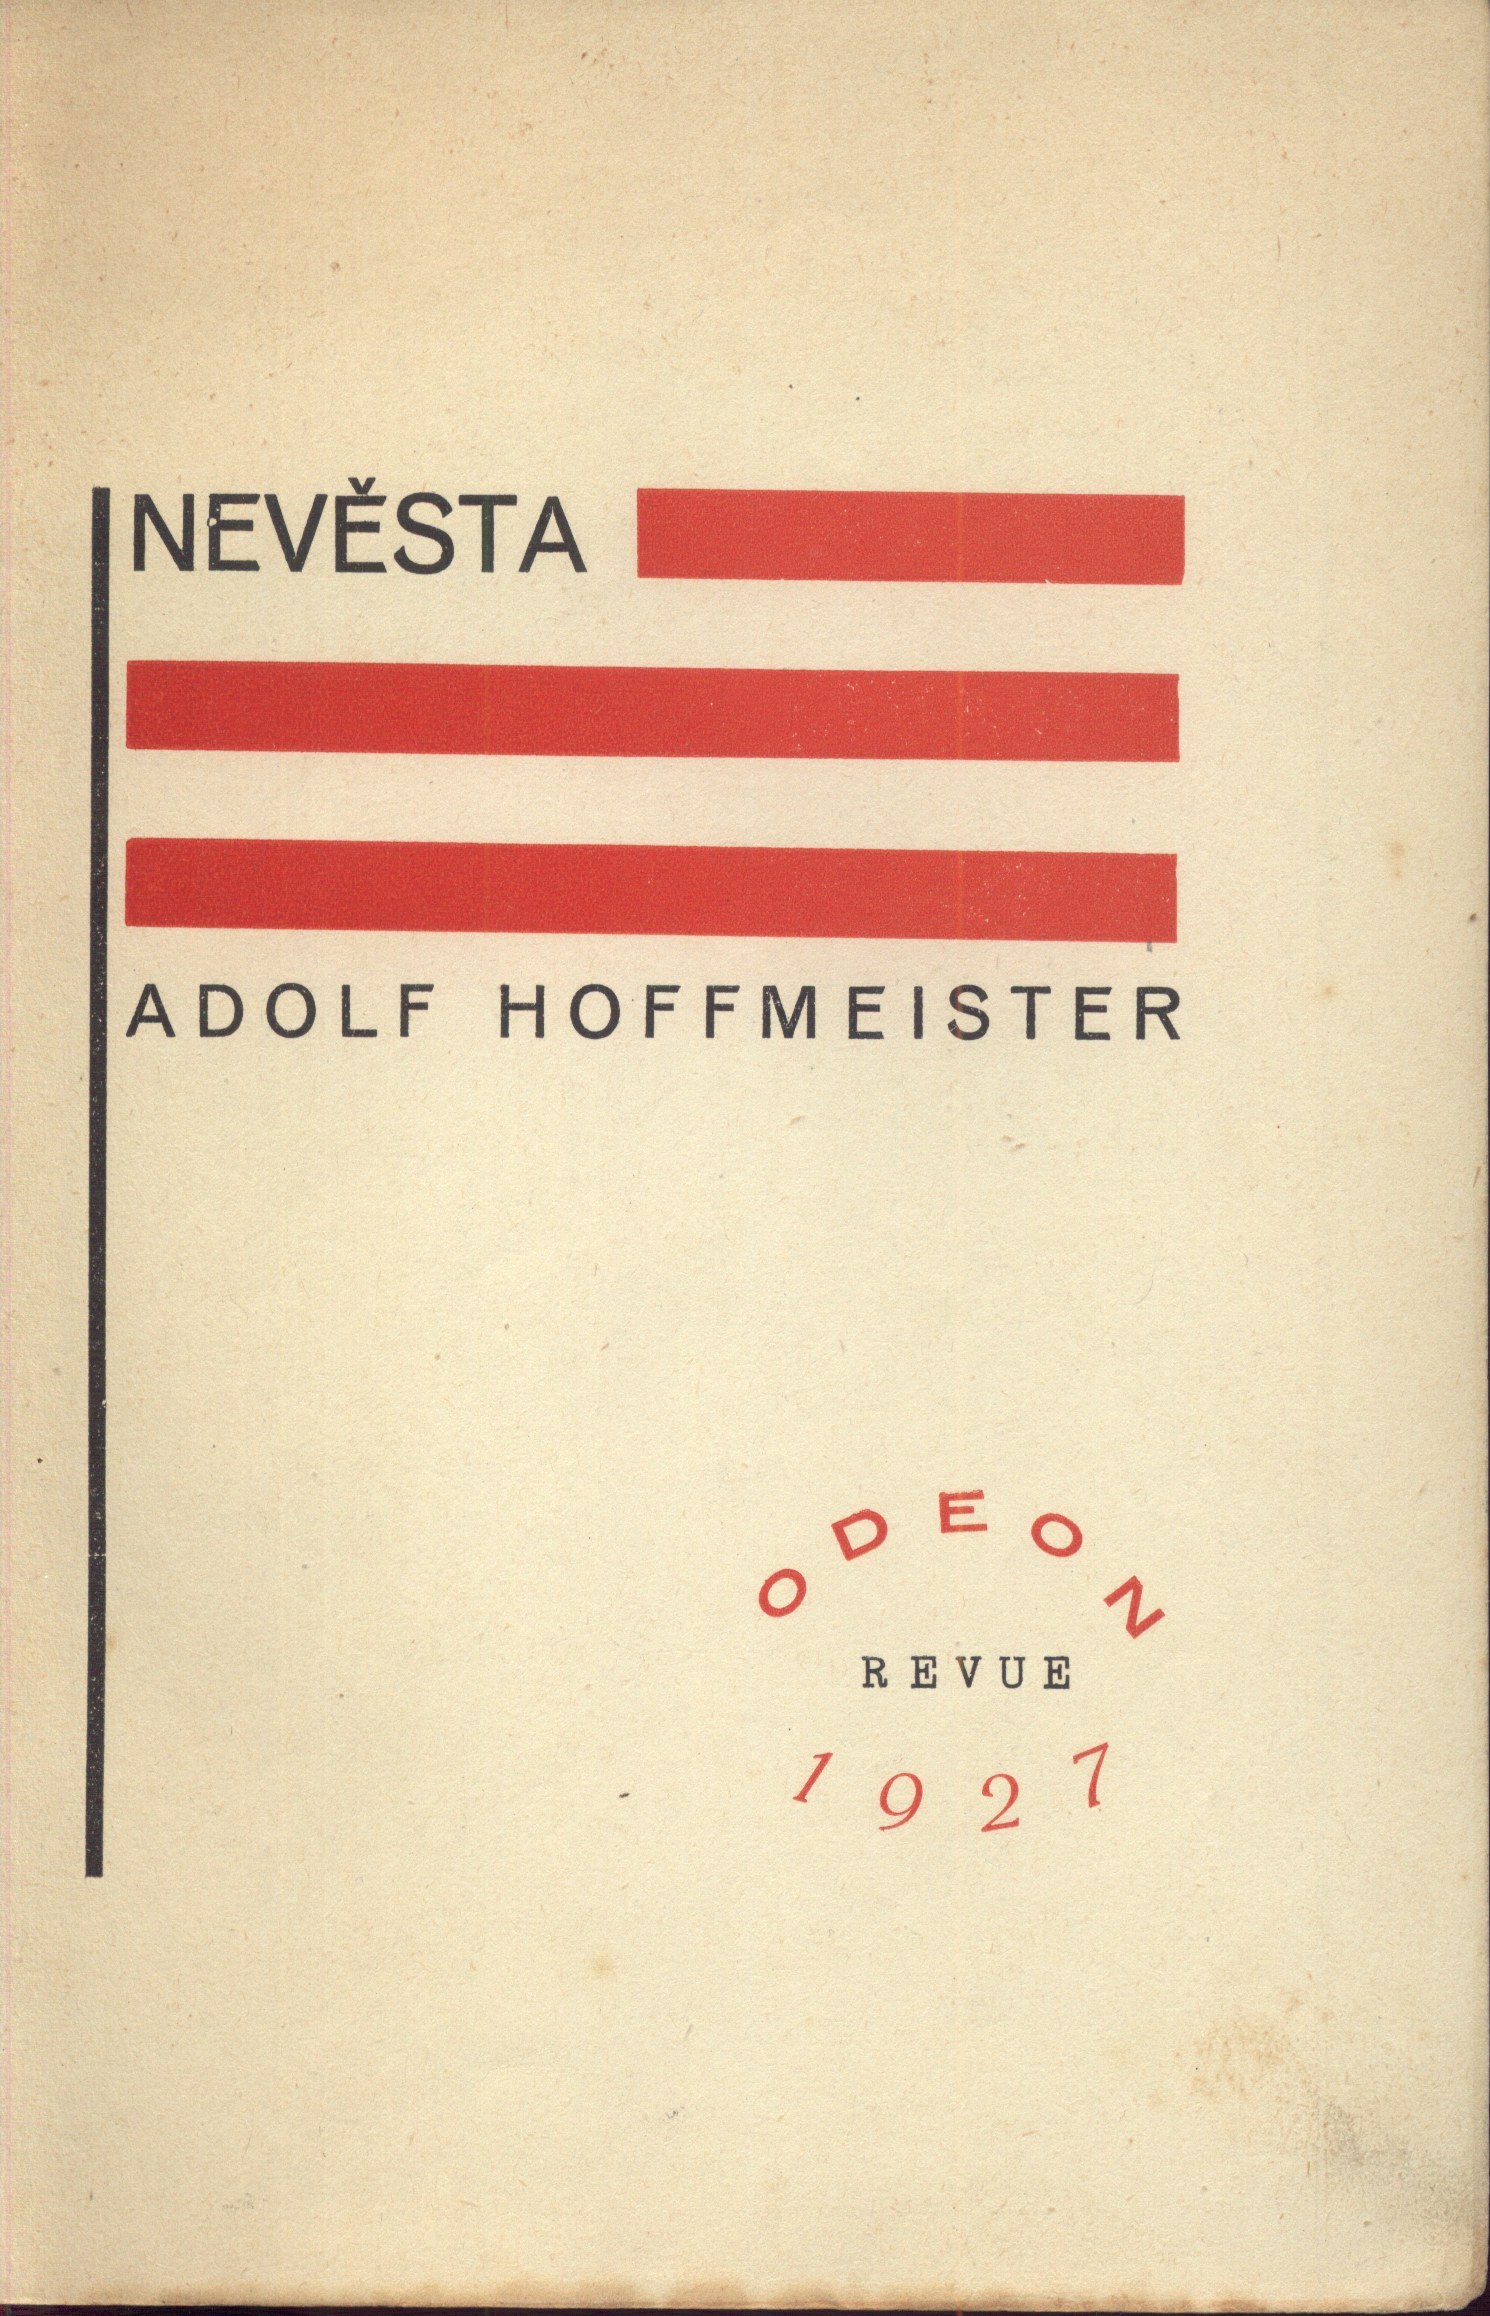 NEVĚSTA
ADOLF HOFFMEISTER
ODEON
REVUE
1927